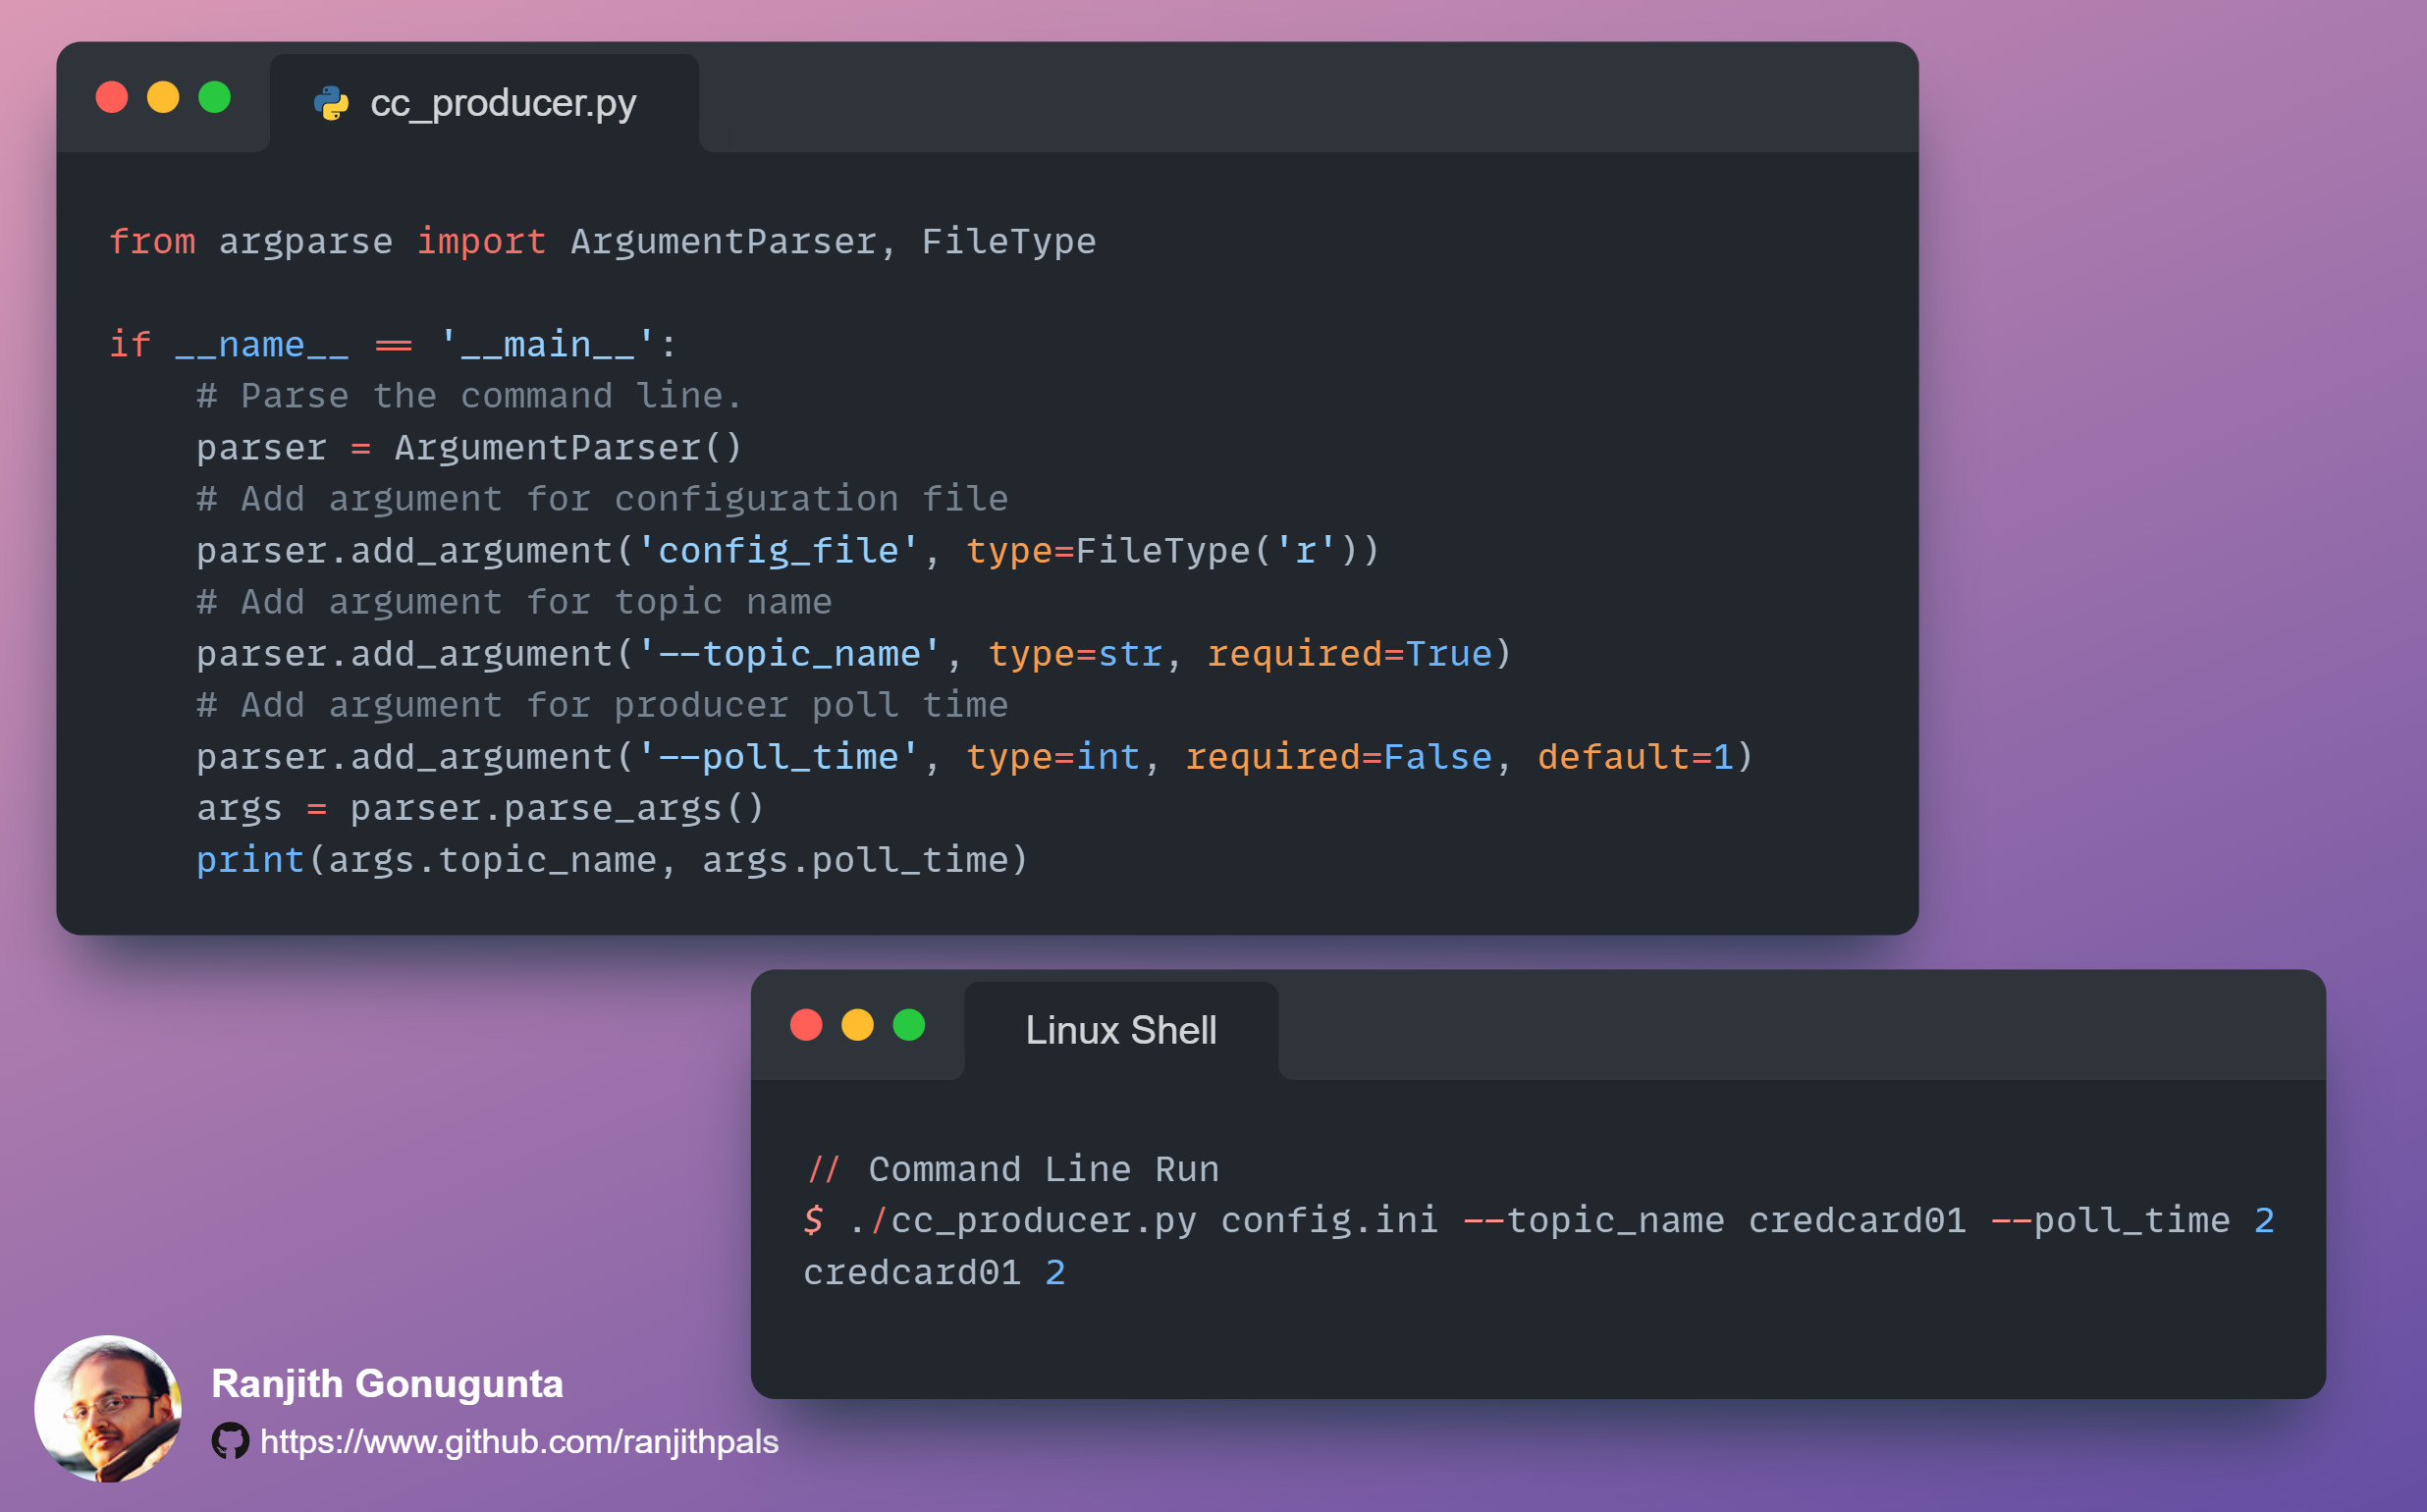 cc_producer.py
from argparse import ArgumentParser, FileType
if __name__ == '__main__':
# Parse the command line.
parser = ArgumentParser()
# Add argument for configuration file
parser.add_argument('config_file', type=FileType('r'))
# Add argument for topic name
parser.add_argument('--topic_name', type=str, required=True)
# Add argument for producer poll time
parser.add_argument('--poll_time', type=int, required=False, default=1)
args = parser.parse_args()
print(args.topic_name, args.poll_time)
Linux Shell
// Command Line Run
$ ./cc_producer.py config.ini --topic_name credcard01 --poll_time 2
credcard01 2
Ranjith Gonugunta
https://www.github.com/ranjithpals